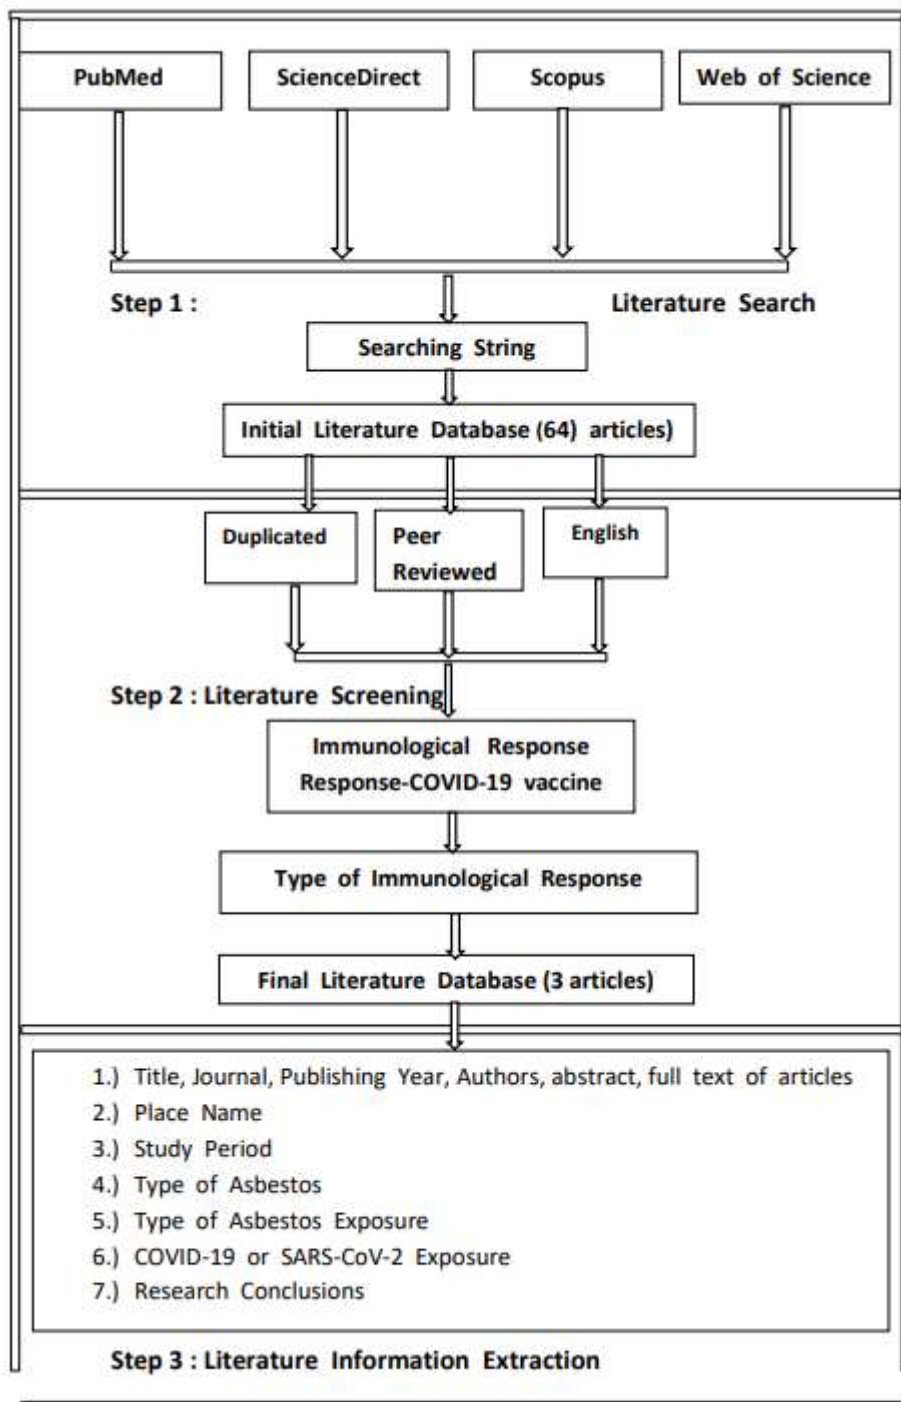 PubMed
ScienceDirect
Scopus
Web of Science
Step 1 :
Literature Search
Searching String
Initial Literature Database (64) articles)
Duplicated
Peer
Reviewed
English
Step 2 : Literature Screening
Immunological Response
Response-COVID-19 vaccine
Type of Immunological Response
Final Literature Database (3 articles)
1.) Title, Journal, Publishing Year, Authors, abstract, full text of articles
2.) Place Name
3.) Study Period
4.) Type of Asbestos
5.) Type of Asbestos Exposure
6.) COVID-19 or SARS-CoV-2 Exposure
7.) Research Conclusions
Step 3 : Literature Information Extraction